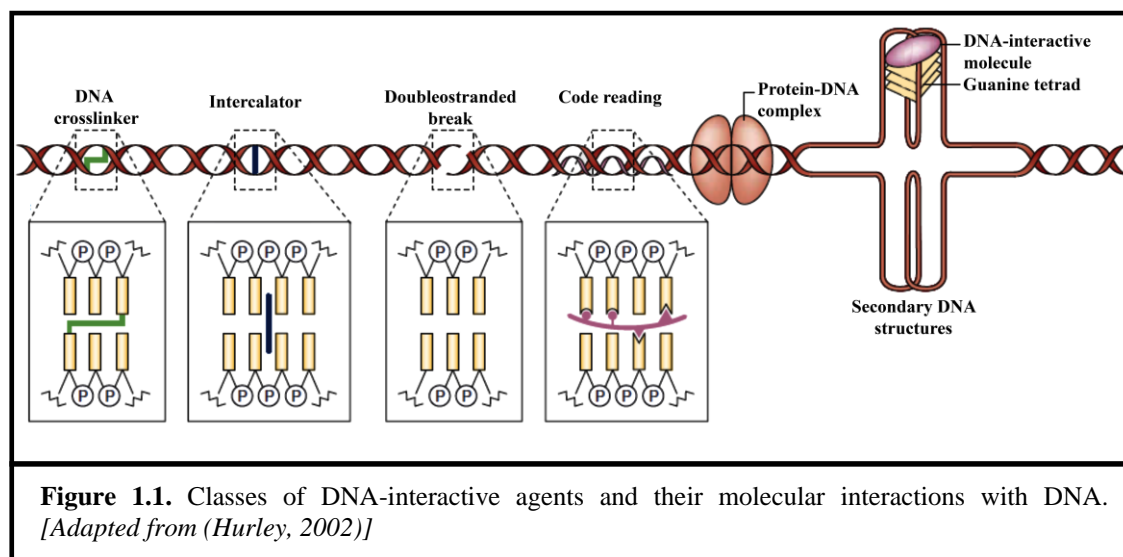 DNA
crosslinker
Intercalator
Doubleostranded
break
Code reading
Protein-DNA
complex
DNA-interactive
molecule
Guanine tetrad
P P
P P P
P P
P P P
P P
P P
P P P
P P P
Secondary DNA
structures
Figure 1.1. Classes of DNA-interactive agents and their molecular interactions with DNA.
[Adapted from (Hurley, 2002)]